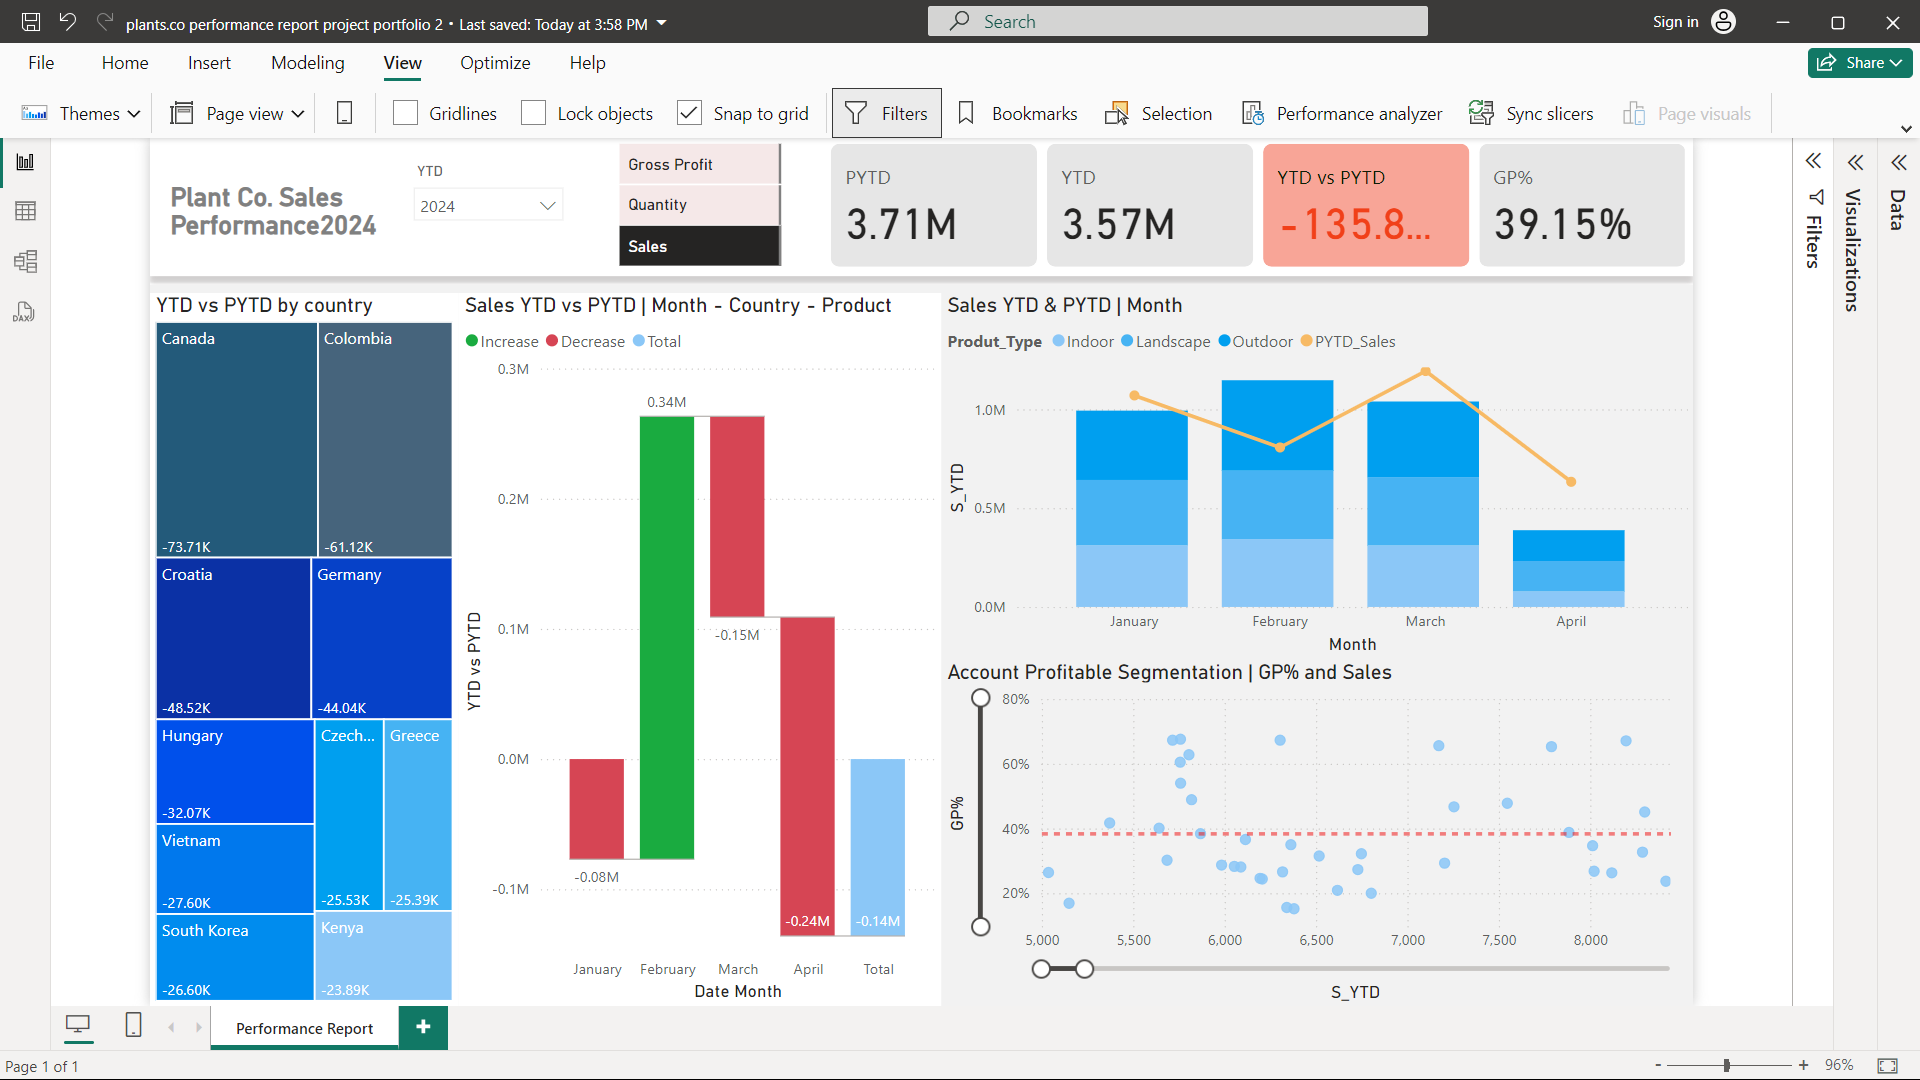 plants.co performance report project portfolio 2 • Last saved: Today at 3:58 PM
Search
Sign in
File Home Insert Modeling View Optimize Help
Share
Themes Page view Gridlines Lock objects Snap to grid Filters Bookmarks Selection Performance analyzer Sync slicers Page visuals
Plant Co. Sales
Performance2024
YTD
2024
Gross Profit
Quantity
Sales
PYTD
3.71M
YTD
3.57M
YTD vs PYTD
-135.8...
GP%
39.15%
Filters
Visualizations
Data
DAX
YTD vs PYTD by country
Canada
-73.71K
Colombia
-61.12K
Croatia
-48.52K
Germany
-44.04K
Hungary
-32.07K
Czech...
-25.53K
Greece
-25.39K
Vietnam
-27.60K
South Korea
-26.60K
Kenya
-23.89K
Sales YTD vs PYTD | Month - Country - Product
Increase Decrease Total
YTD vs PYTD
0.3M
0.2M
0.1M
0.0M
-0.1M
0.34M
-0.15M
-0.08M
-0.24M
-0.14M
January February March April Total
Date Month
Sales YTD & PYTD | Month
Produt_Type Indoor Landscape Outdoor PYTD_Sales
S_YTD
1.0M
0.5M
0.0M
January February March April
Month
Account Profitable Segmentation | GP% and Sales
GP%
80%
60%
40%
20%
5,000 5,500 6,000 6,500 7,000 7,500 8,000
S_YTD
Performance Report
Page 1 of 1
- + 96%